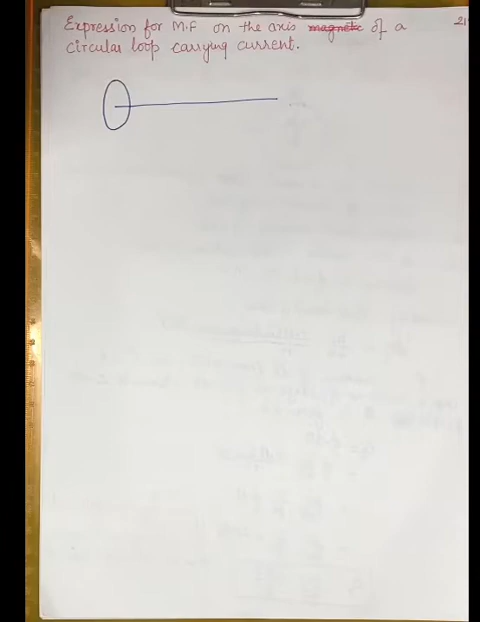 Expression for M.F on the axis magnetic of a
circular loop carrying current.